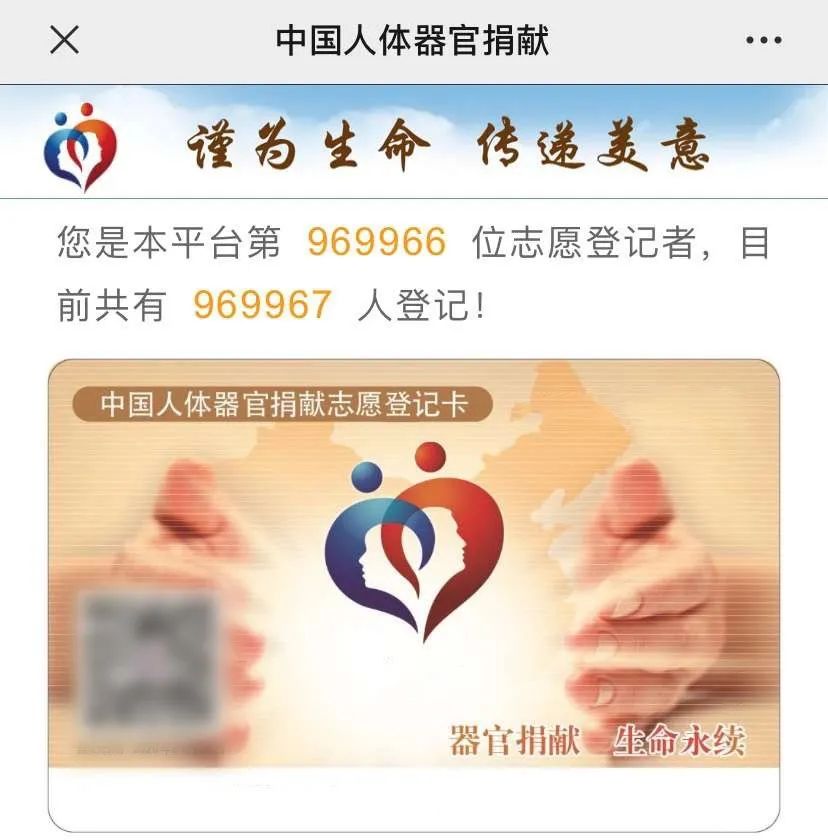 中国人体器官捐献
谨为生命 传递美意
您是本平台第 969966 位志愿登记者，目
前共有 969967 人登记！
中国人体器官捐献志愿登记卡
器官捐献 生命永续